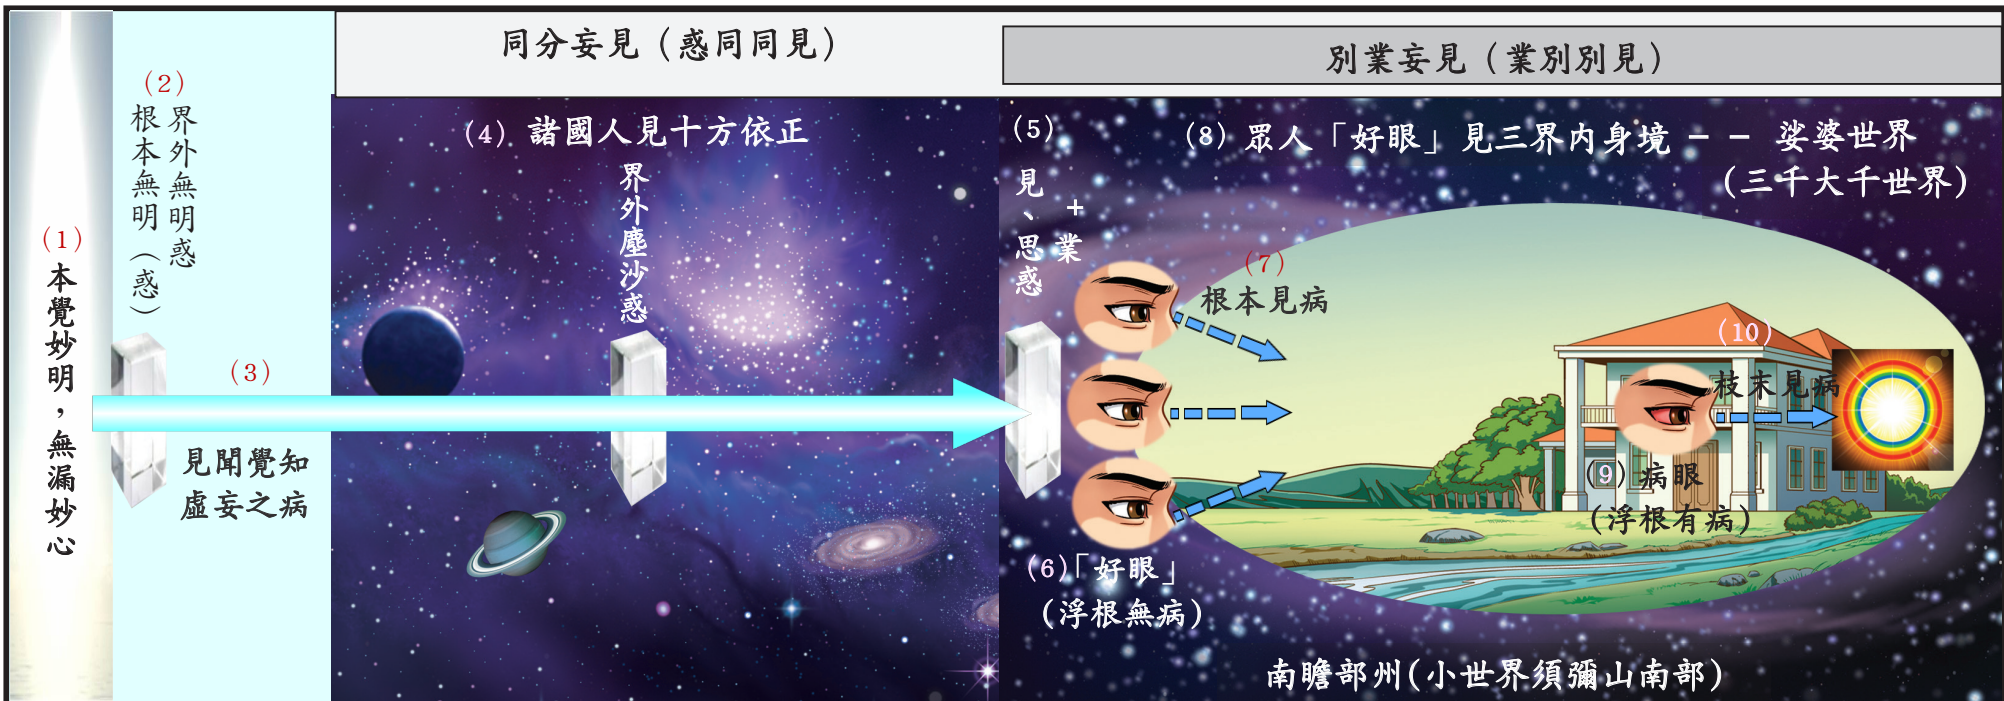 同分妄見（惑同同見）
別業妄見（業別別見）
(1)
本覺妙明，無漏妙心
(2)
界外無明惑
根本無明（惑）
(3)
見聞覺知
虛妄之病
(4) 諸國人見十方依正
界外塵沙惑
(5)
見、思惑
+業
(6)「好眼」
(浮根無病)
(7)
根本見病
(8) 眾人「好眼」見三界內身境－－ 娑婆世界
(三千大千世界)
(9) 病眼
(浮根有病)
(10)
枝末見病
南瞻部州(小世界須彌山南部)